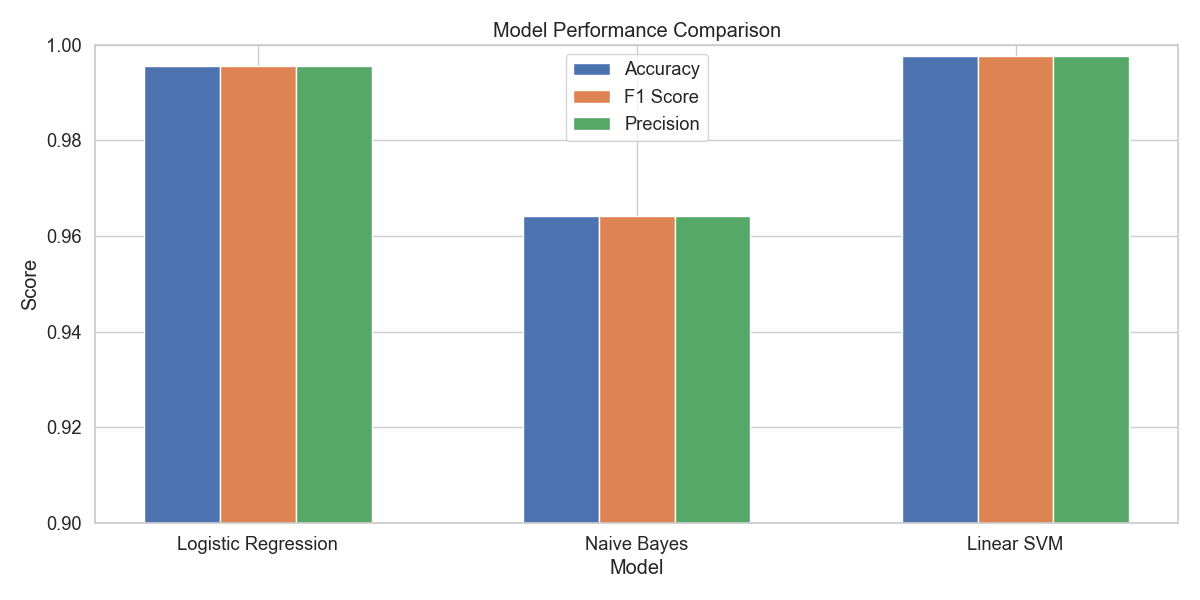 Model Performance Comparison
1.00
0.98
0.96
0.94
0.92
0.90
Score
Accuracy
F1 Score
Precision
Logistic Regression
Naive Bayes
Linear SVM
Model